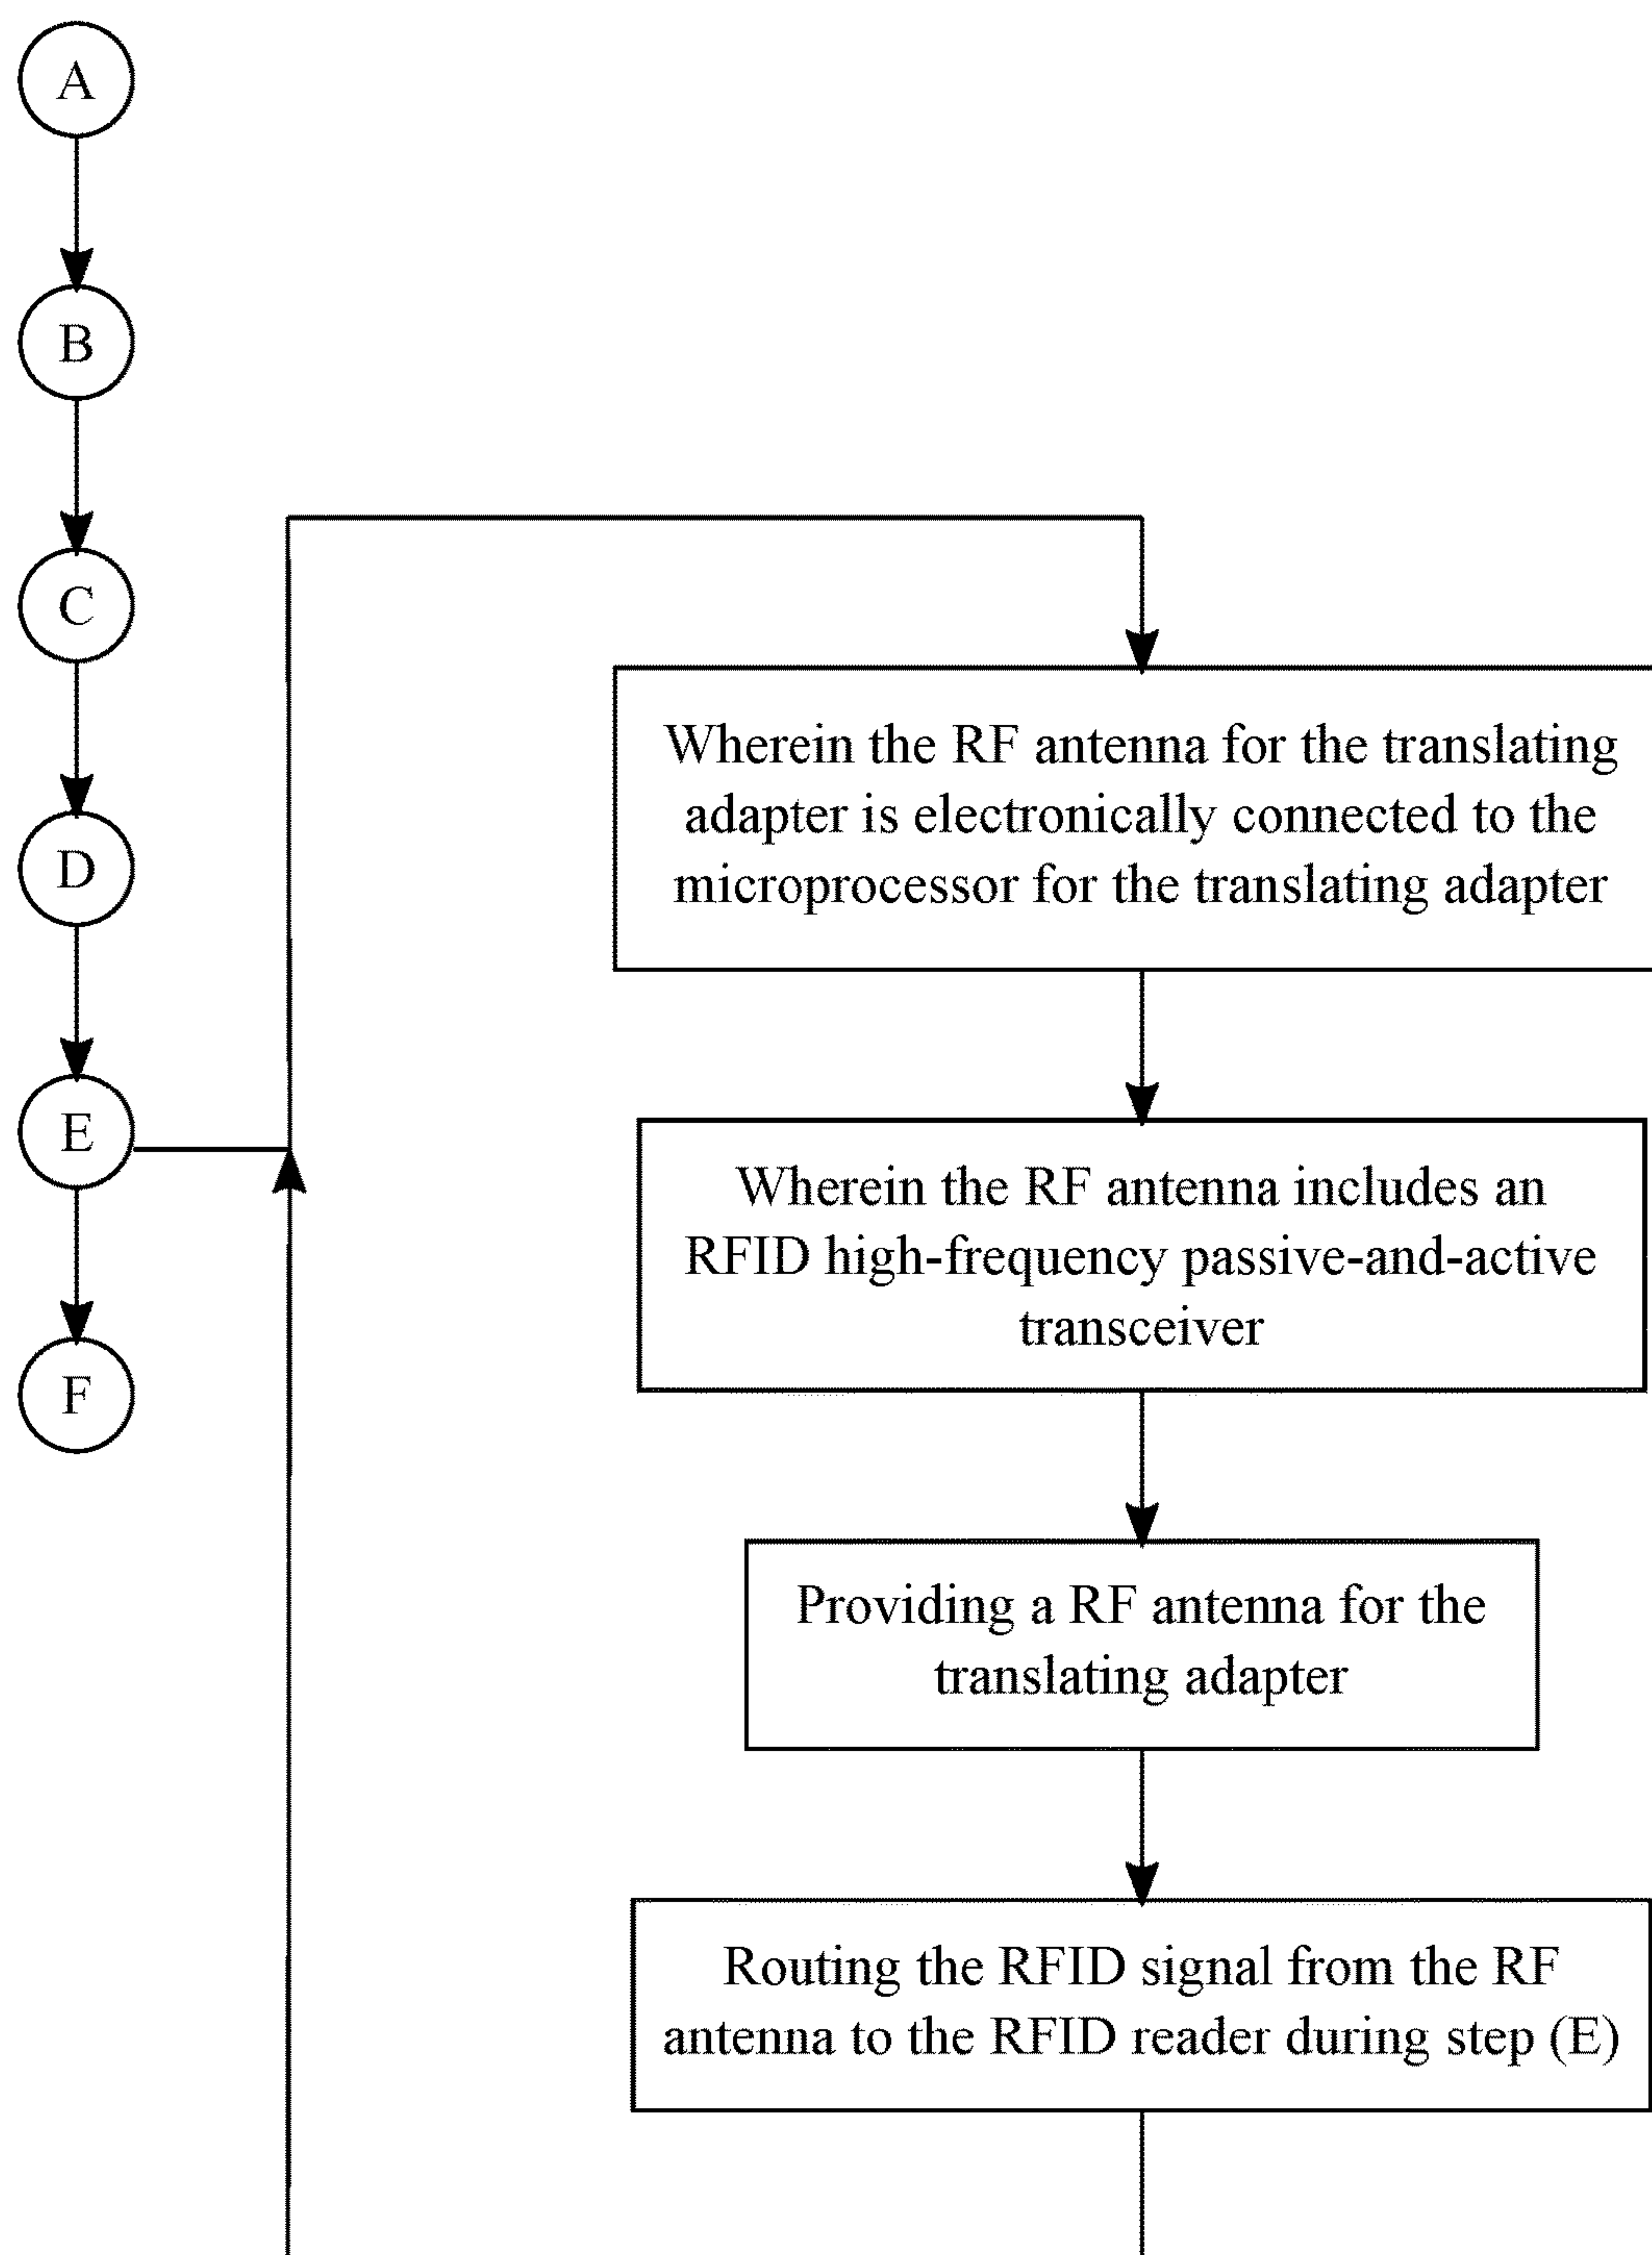 A
B
C
D
E
F
Wherein the RF antenna for the translating
adapter is electronically connected to the
microprocessor for the translating adapter
Wherein the RF antenna includes an
RFID high-frequency passive-and-active
transceiver
Providing a RF antenna for the
translating adapter
Routing the RFID signal from the RF
antenna to the RFID reader during step (E)